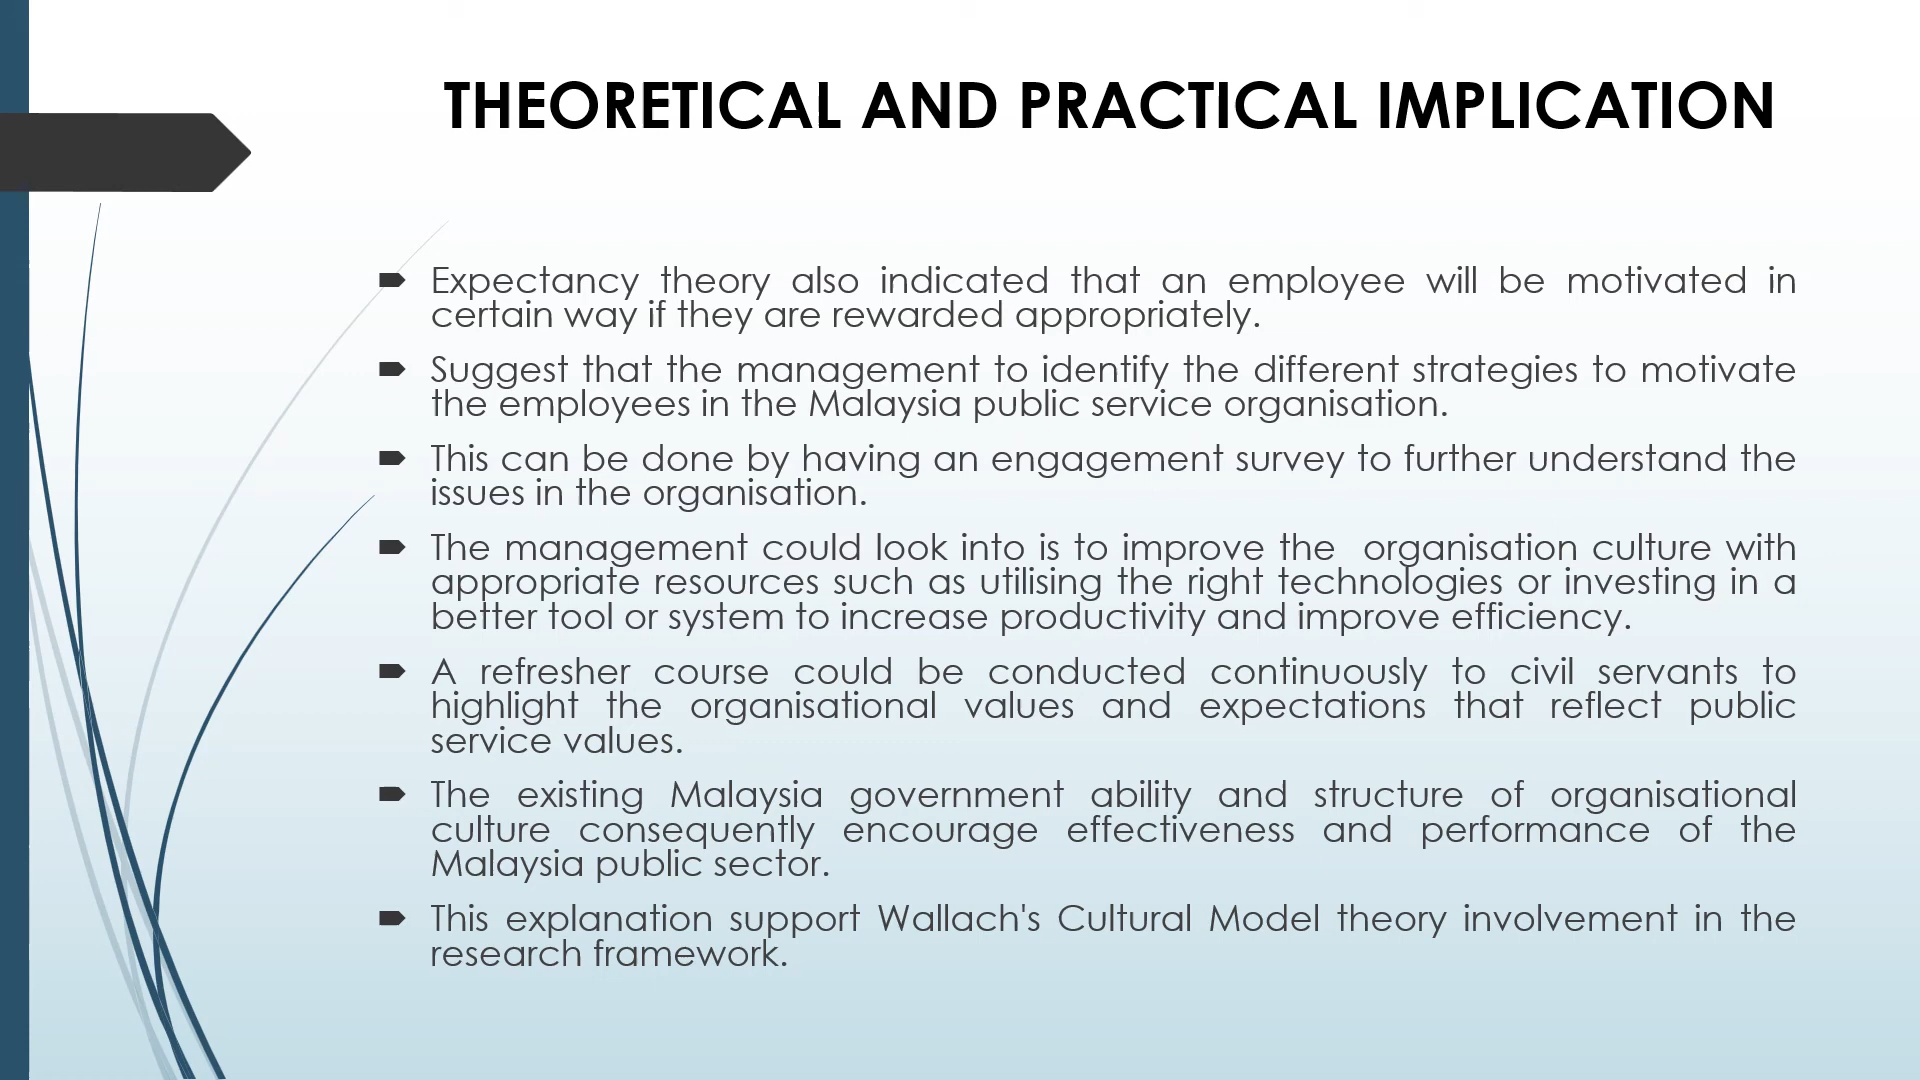 THEORETICAL AND PRACTICAL IMPLICATION
Expectancy theory also indicated that an employee will be motivated in
certain way if they are rewarded appropriately.
Suggest that the management to identify the different strategies to motivate
the employees in the Malaysia public service organisation.
This can be done by having an engagement survey to further understand the
issues in the organisation.
The management could look into is to improve the  organisation culture with
appropriate resources such as utilising the right technologies or investing in a
better tool or system to increase productivity and improve efficiency.
A refresher course could be conducted continuously to civil servants to
highlight the organisational values and expectations that reflect public
service values.
The existing Malaysia government ability and structure of organisational
culture consequently encourage effectiveness and performance of the
Malaysia public sector.
This explanation support Wallach's Cultural Model theory involvement in the
research framework.